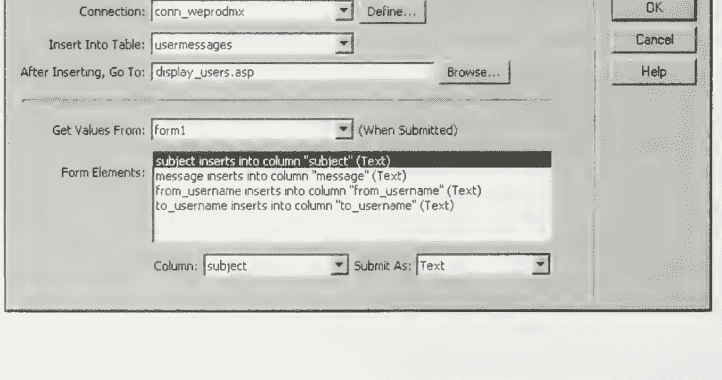 Connection: conn_weprodmx Define... OK
Insert Into Table: usermessages Cancel
After Inserting, Go To: display_users.asp Browse... Help
Get Values From: form1 (When Submitted)
Form Elements: subject inserts into column "subject" (Text)
message inserts into column "message" (Text)
from_username inserts into column "from_username" (Text)
to_username inserts into column "to_username" (Text)
Column: subject Submit As: Text